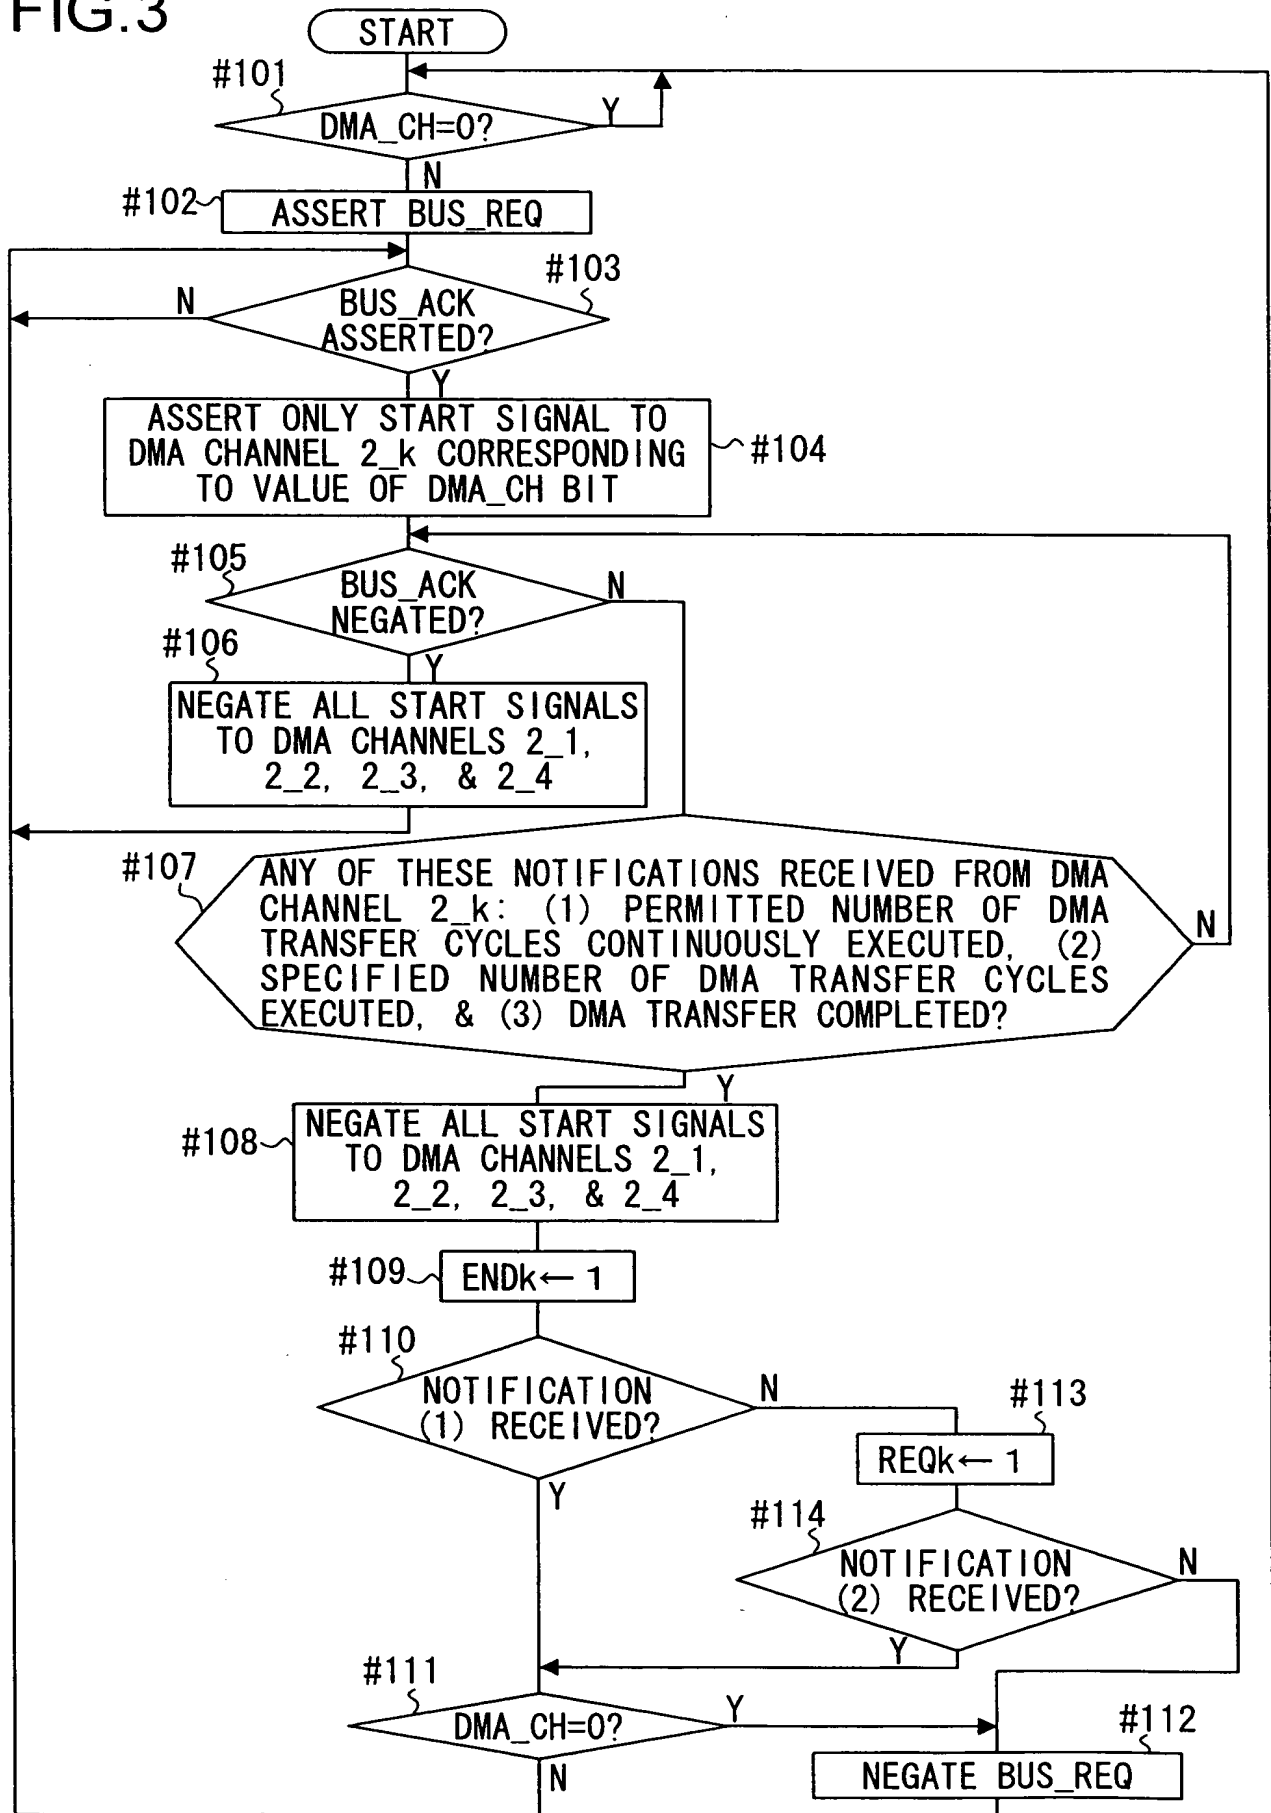 FIG.3
START
#101
DMA_CH=0?
Y
N
#102
ASSERT BUS_REQ
#103
N
BUS_ACK
ASSERTED?
Y
ASSERT ONLY START SIGNAL TO
DMA CHANNEL 2_k CORRESPONDING
TO VALUE OF DMA_CH BIT
#104
#105
BUS_ACK
NEGATED?
N
#106
Y
NEGATE ALL START SIGNALS
TO DMA CHANNELS 2_1,
2_2, 2_3, & 2_4
#107
ANY OF THESE NOTIFICATIONS RECEIVED FROM DMA
CHANNEL 2_k: (1) PERMITTED NUMBER OF DMA
TRANSFER CYCLES CONTINUOUSLY EXECUTED, (2)
SPECIFIED NUMBER OF DMA TRANSFER CYCLES
EXECUTED, & (3) DMA TRANSFER COMPLETED?
N
Y
#108
NEGATE ALL START SIGNALS
TO DMA CHANNELS 2_1,
2_2, 2_3, & 2_4
#109
ENDk← 1
#110
NOTIFICATION
(1) RECEIVED?
N
Y
#113
REQk← 1
#114
NOTIFICATION
(2) RECEIVED?
N
Y
#111
DMA_CH=0?
Y
N
#112
NEGATE BUS_REQ